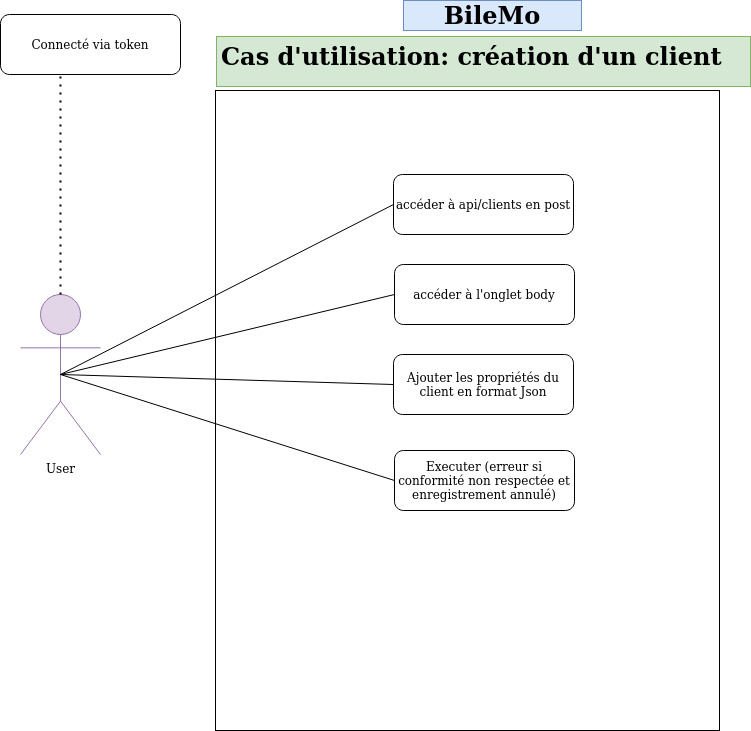 BileMo
Connecté via token
Cas d'utilisation: création d'un client
accéder à api/clients en post
accéder à l'onglet body
Ajouter les propriétés du
client en format Json
Executer (erreur si
conformité non respectée et
enregistrement annulé)
User